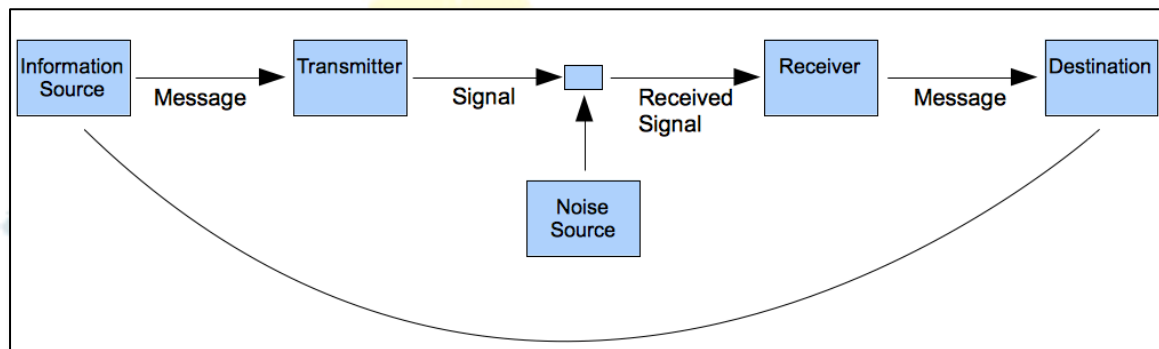 Information
Source
Message
Transmitter
Signal
Received
Signal
Receiver
Message
Destination
Noise
Source